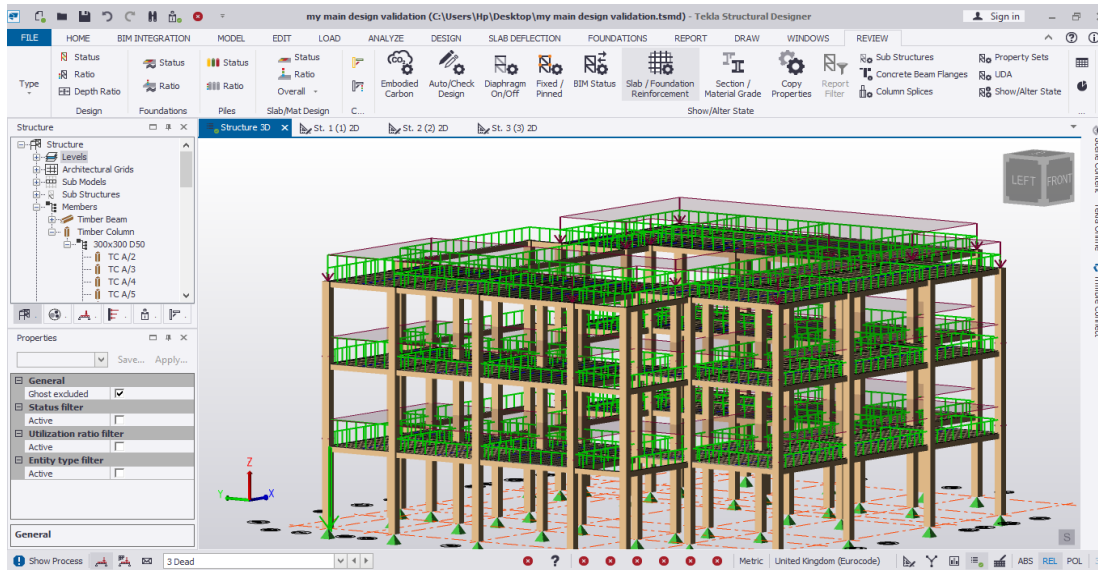 my main design validation (C:\Users\Hp\Desktop\my main design validation.tsmd) - Tekla Structural Designer
Sign in
FILE HOME BIM INTEGRATION MODEL EDIT LOAD ANALYZE DESIGN SLAB DEFLECTION FOUNDATIONS REPORT DRAW WINDOWS REVIEW
Type
Status
Ratio
Depth Ratio
Design
Status
Ratio
Foundations
Status
Ratio
Piles
Status
Ratio
Overall
Slab/Mat Design
C...
Embodied Carbon
Auto/Check Design
Diaphragm On/Off
Fixed / Pinned
BIM Status
Slab / Foundation Reinforcement
Section / Material Grade
Copy Properties
Report Filter
Sub Structures
Concrete Beam Flanges
Column Splices
Property Sets
UDA
Show/Alter State
Show/Alter State
...
Structure
Structure 3D
St. 1 (1) 2D
St. 2 (2) 2D
St. 3 (3) 2D
Structure
Levels
Architectural Grids
Sub Models
Sub Structures
Members
Timber Beam
Timber Column
300x300 D50
TC A/2
TC A/3
TC A/4
TC A/5
Properties
Save... Apply...
General
Ghost excluded
Status filter
Active
Utilization ratio filter
Active
Entity type filter
Active
General
LEFT FRONT
Z
Y X
S
Scene Content
Tekla Online
Timber Connect
Show Process
3 Dead
Metric
United Kingdom (Eurocode)
ABS REL POL